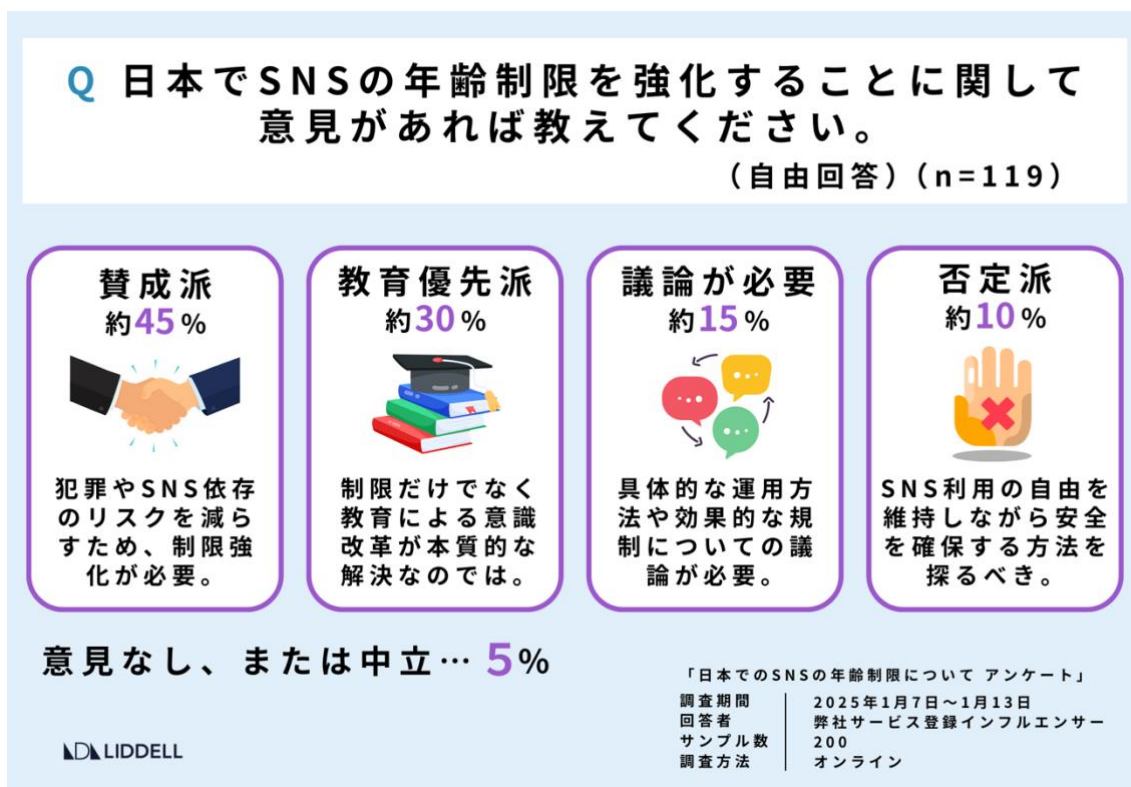 Q 日本でSNSの年齢制限を強化することに関して
意見があれば教えてください。
（自由回答）（n=119）
賛成派
約45％
犯罪やSNS依存
のリスクを減ら
すため、制限強
化が必要。
教育優先派
約30％
制限だけでなく
教育による意識
改革が本質的な
解決なのでは。
議論が必要
約15％
具体的な運用方
法や効果的な規
制についての議
論が必要。
否定派
約10％
SNS利用の自由を
維持しながら安全
を確保する方法を
探るべき。
意見なし、または中立… 5％
「日本でのSNSの年齢制限について アンケート」
調査期間 2025年1月7日～1月13日
回答者 弊社サービス登録インフルエンサー
サンプル数 200
調査方法 オンライン
LIDDELL